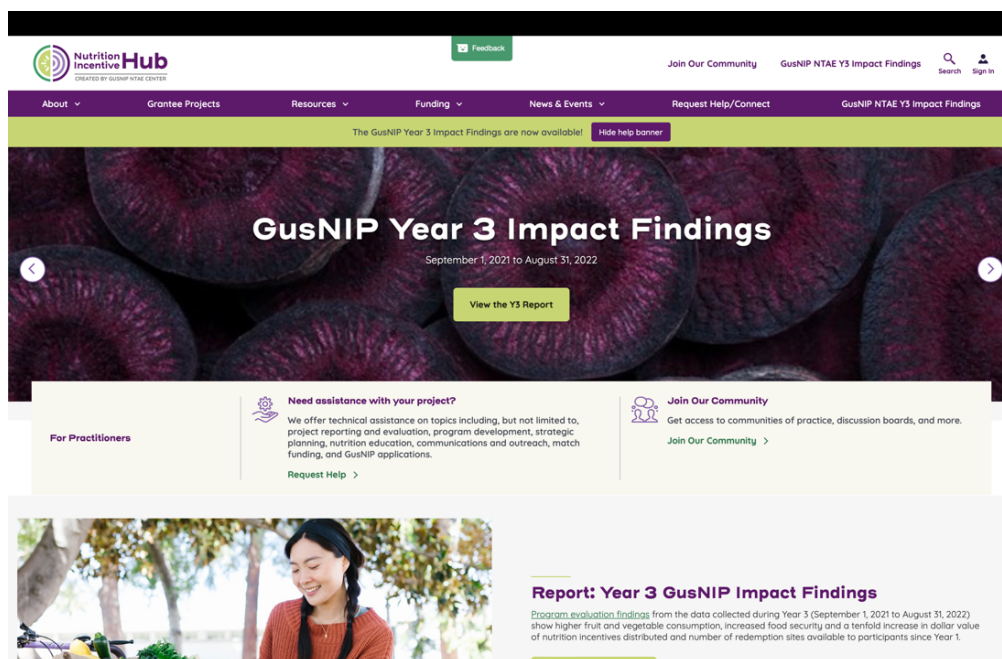 Feedback
Nutrition
Incentive Hub
CREATED BY GUSNIP NTAE CENTER
Join Our Community GusNIP NTAE Y3 Impact Findings Search Sign In
About Grantee Projects Resources Funding News & Events Request Help/Connect GusNIP NTAE Y3 Impact Findings
The GusNIP Year 3 Impact Findings are now available! Hide help banner
GusNIP Year 3 Impact Findings
September 1, 2021 to August 31, 2022
View the Y3 Report
For Practitioners
Need assistance with your project?
We offer technical assistance on topics including, but not limited to,
project reporting and evaluation, program development, strategic
planning, nutrition education, communications and outreach, match
funding, and GusNIP applications.
Request Help >
Join Our Community
Get access to communities of practice, discussion boards, and more.
Join Our Community >
Report: Year 3 GusNIP Impact Findings
Program evaluation findings from the data collected during Year 3 (September 1, 2021 to August 31, 2022)
show higher fruit and vegetable consumption, increased food security and a tenfold increase in dollar value
of nutrition incentives distributed and number of redemption sites available to participants since Year 1.